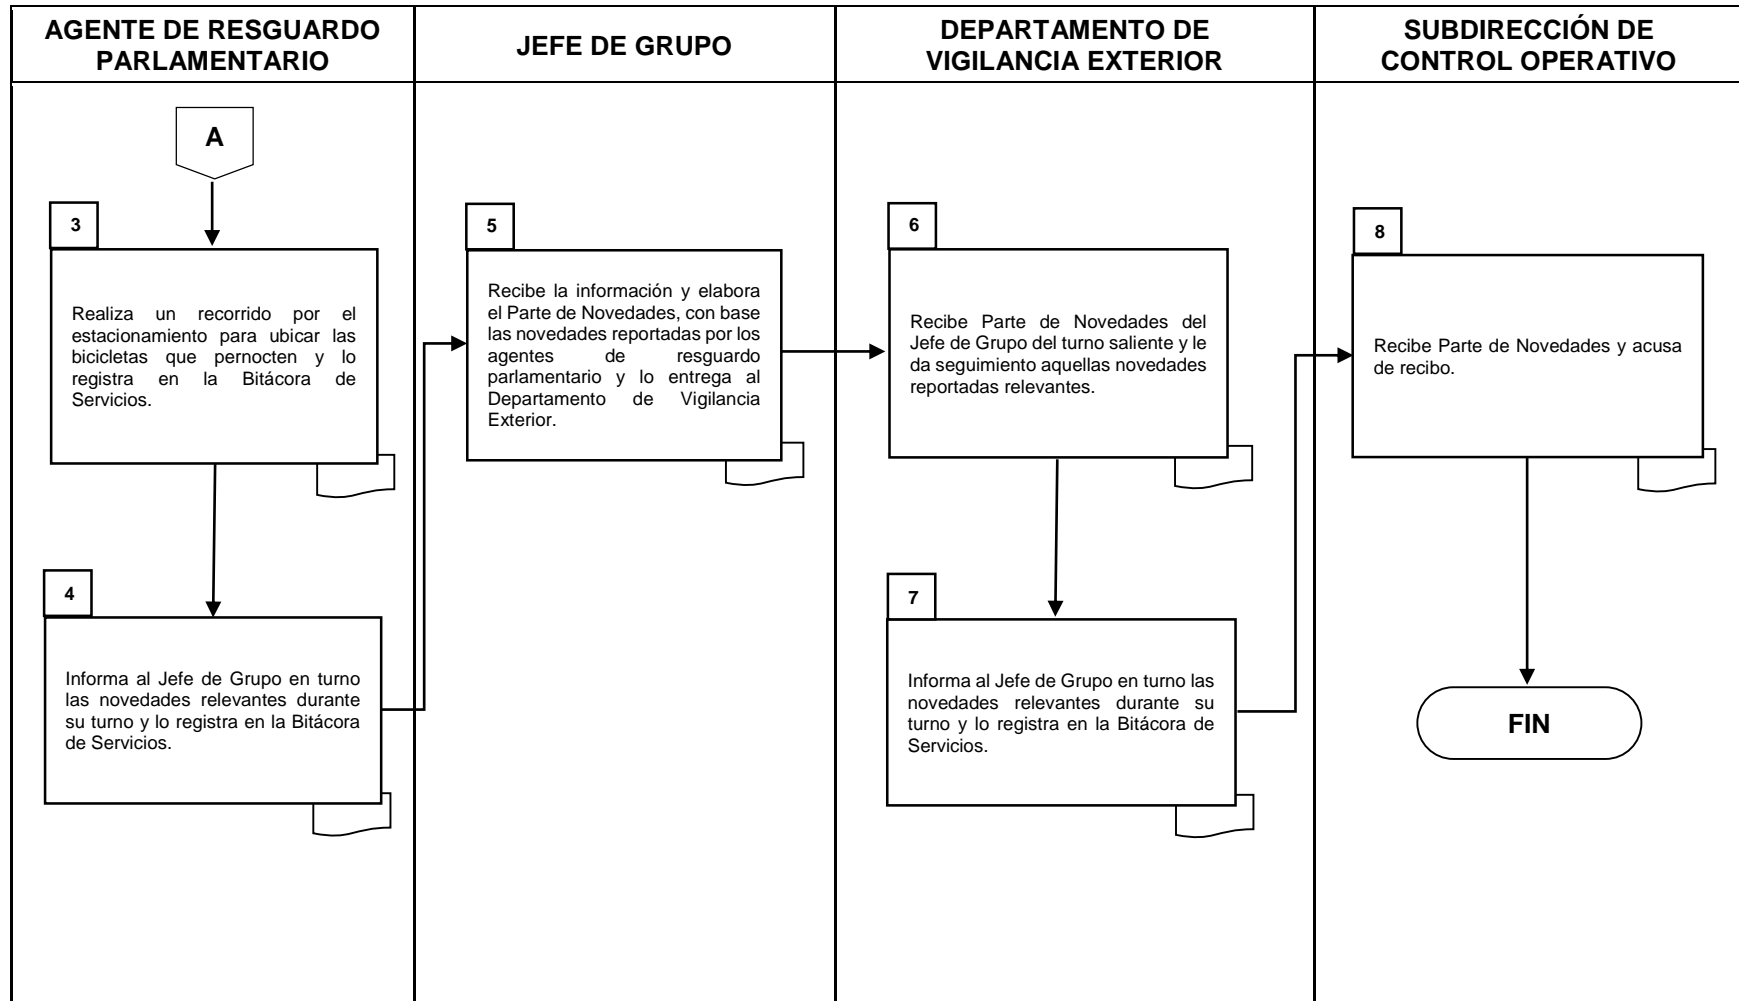 AGENTE DE RESGUARDO
PARLAMENTARIO
JEFE DE GRUPO
DEPARTAMENTO DE
VIGILANCIA EXTERIOR
SUBDIRECCIÓN DE
CONTROL OPERATIVO
A
3
Realiza un recorrido por el
estacionamiento para ubicar las
bicicletas que pernocten y lo
registra en la Bitácora de
Servicios.
4
Informa al Jefe de Grupo en turno
las novedades relevantes durante
su turno y lo registra en la Bitácora
de Servicios.
5
Recibe la información y elabora
el Parte de Novedades, con base
las novedades reportadas por los
agentes de resguardo
parlamentario y lo entrega al
Departamento de Vigilancia
Exterior.
6
Recibe Parte de Novedades del
Jefe de Grupo del turno saliente y le
da seguimiento aquellas novedades
reportadas relevantes.
7
Informa al Jefe de Grupo en turno las
novedades relevantes durante su
turno y lo registra en la Bitácora de
Servicios.
8
Recibe Parte de Novedades y acusa
de recibo.
FIN